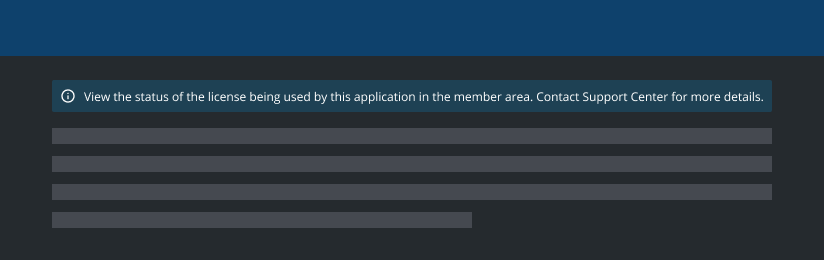 View the status of the license being used by this application in the member area. Contact Support Center for more details.